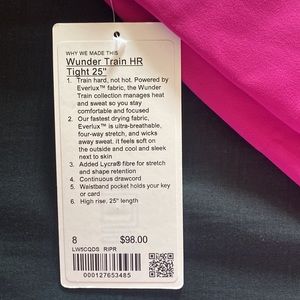 WHY WE MADE THIS
Wunder Train HR
Tight 25"
1. Train hard, not hot. Powered by
Everlux™ fabric, the Wunder
Train collection manages heat
and sweat so you stay
comfortable and focused
2. Our fastest drying fabric,
Everlux™ is ultra-breathable,
four-way stretch, and wicks
away sweat. it feels soft on
the outside and cool and sleek
next to skin
3. Added Lycra® fibre for stretch
and shape retention
4. Continuous drawcord
5. Waistband pocket holds your key
or card
6. High rise, 25" length
8 $98.00
LW5CQDS RIPR
000127653485